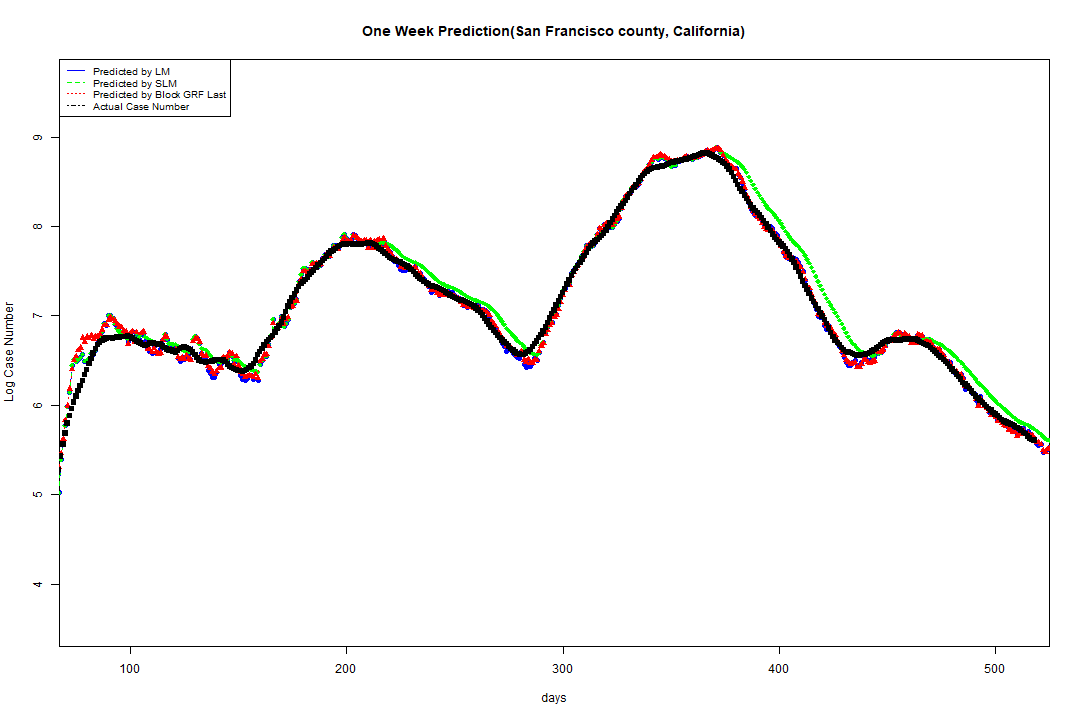 One Week Prediction(San Francisco county, California)
Predicted by LM
Predicted by SLM
Predicted by Block GRF Last
Actual Case Number
9
8
7
6
5
4
Log Case Number
100 200 300 400 500
days